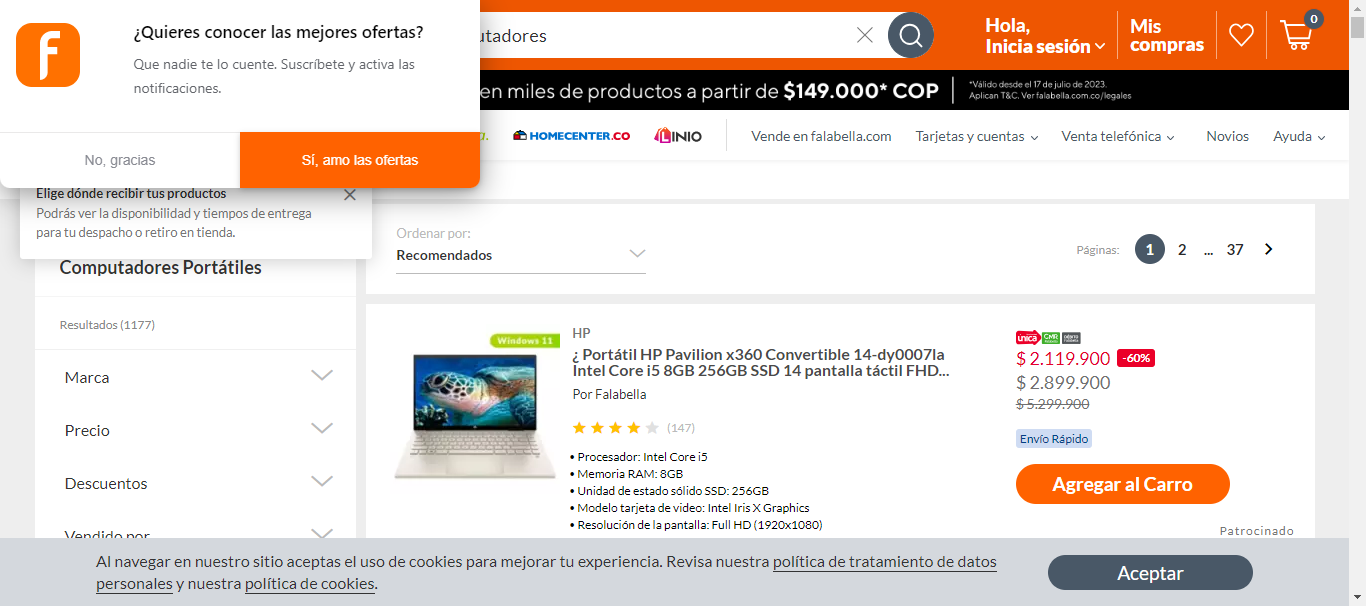 ¿Quieres conocer las mejores ofertas?
Que nadie te lo cuente. Suscríbete y activa las
notificaciones.
No, gracias
Sí, amo las ofertas
Hola,
Inicia sesión
Mis
compras
0
en miles de productos a partir de $149.000* COP
*Válido desde el 17 de julio de 2023.
Aplican T&C. Ver falabella.com.co/legales
HOMECENTER.CO
LINIO
Vende en falabella.com
Tarjetas y cuentas
Venta telefónica
Novios
Ayuda
Elige dónde recibir tus productos
Podrás ver la disponibilidad y tiempos de entrega
para tu despacho o retiro en tienda.
Computadores Portátiles
Resultados (1177)
Marca
Precio
Descuentos
Vendido por
Ordenar por:
Recomendados
Páginas:
1 2 ... 37
Windows 11
HP
¿ Portátil HP Pavilion x360 Convertible 14-dy0007la
Intel Core i5 8GB 256GB SSD 14 pantalla táctil FHD...
Por Falabella
(147)
• Procesador: Intel Core i5
• Memoria RAM: 8GB
• Unidad de estado sólido SSD: 256GB
• Modelo tarjeta de video: Intel Iris X Graphics
• Resolución de la pantalla: Full HD (1920x1080)
única CMR
$ 2.119.900 -60%
$ 2.899.900
$ 5.299.900
Envío Rápido
Agregar al Carro
Patrocinado
Al navegar en nuestro sitio aceptas el uso de cookies para mejorar tu experiencia. Revisa nuestra política de tratamiento de datos
personales y nuestra política de cookies.
Aceptar